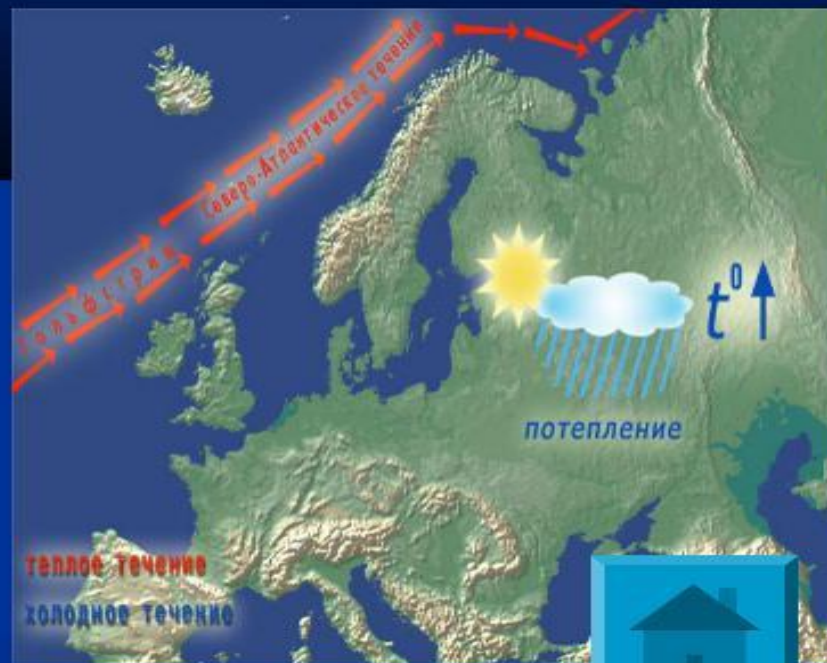 Гольфстрим
Северо-Атлантическое течение
t⁰
потепление
теплое течение
холодное течение